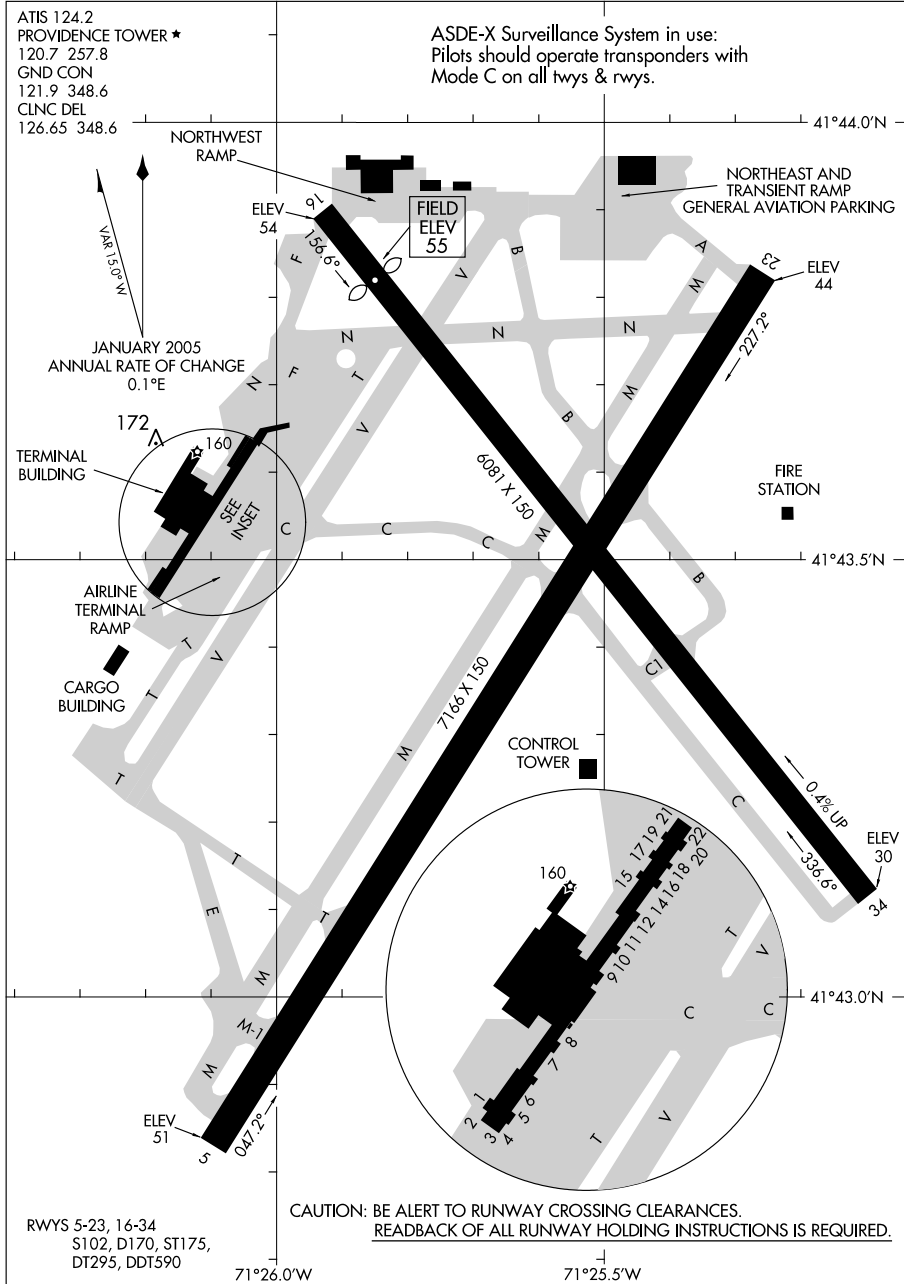 ATIS 124.2
PROVIDENCE TOWER ★
120.7 257.8
GND CON
121.9 348.6
CLNC DEL
126.65 348.6
ASDE-X Surveillance System in use:
Pilots should operate transponders with
Mode C on all twys & rwys.
41°44.0'N
NORTHWEST
RAMP
NORTHEAST AND
TRANSIENT RAMP
GENERAL AVIATION PARKING
VAR 15.0° W
JANUARY 2005
ANNUAL RATE OF CHANGE
0.1°E
ELEV
54
16
156.6°
FIELD
ELEV
55
F
V
B
A
M
23
ELEV
44
227.2°
N
N
N
N
F
T
V
B
M
172
160
TERMINAL
BUILDING
SEE
INSET
6081 X 150
FIRE
STATION
C
C
C
M
41°43.5'N
B
AIRLINE
TERMINAL
RAMP
T
V
T
CARGO
BUILDING
C1
7166 X 150
M
CONTROL
TOWER
T
C
0.4% UP
336.6°
ELEV
30
34
T
E
T
M
M-1
M
160
15
17
19
21
22
20
18
16
14
12
11
10
9
8
7
6
5
4
3
2
1
T
V
C
C
T
V
41°43.0'N
ELEV
51
5
047.2°
RWYS 5-23, 16-34
S102, D170, ST175,
DT295, DDT590
CAUTION: BE ALERT TO RUNWAY CROSSING CLEARANCES.
READBACK OF ALL RUNWAY HOLDING INSTRUCTIONS IS REQUIRED.
71°26.0'W
71°25.5'W